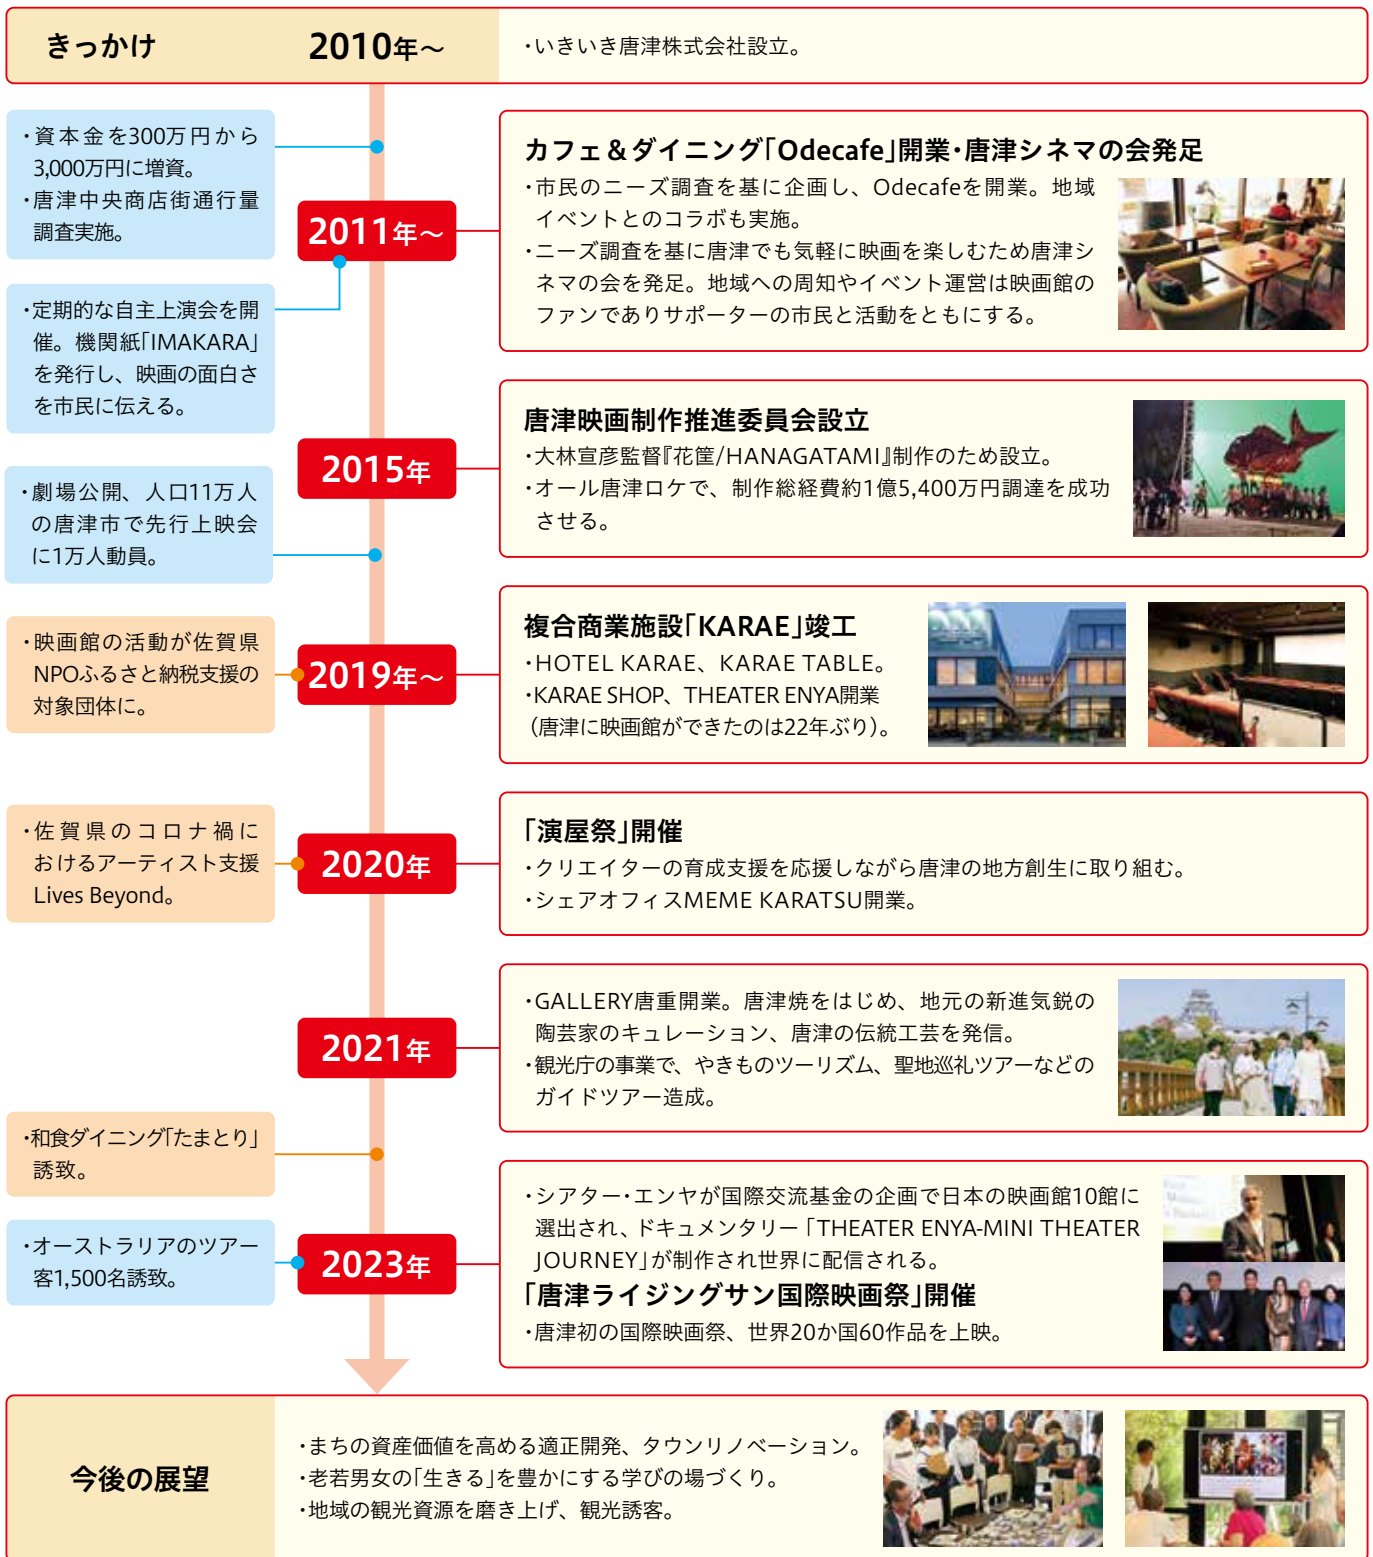 きっかけ 2010年～
・いきいき唐津株式会社設立。
・資本金を300万円から
3,000万円に増資。
・唐津中央商店街通行量
調査実施。
2011年～
カフェ＆ダイニング「Odecafe」開業・唐津シネマの会発足
・市民のニーズ調査を基に企画し、Odecafeを開業。地域
イベントとのコラボも実施。
・ニーズ調査を基に唐津でも気軽に映画を楽しむため唐津シ
ネマの会を発足。地域への周知やイベント運営は映画館の
ファンでありサポーターの市民と活動をともにする。
・定期的な自主上演会を開
催。機関紙「IMAKARA」
を発行し、映画の面白さ
を市民に伝える。
2015年
唐津映画制作推進委員会設立
・大林宣彦監督『花筐/HANAGATAMI』制作のため設立。
・オール唐津ロケで、制作総経費約1億5,400万円調達を成功
させる。
・劇場公開、人口11万人
の唐津市で先行上映会
に1万人動員。
・映画館の活動が佐賀県
NPOふるさと納税支援の
対象団体に。
2019年～
複合商業施設「KARAE」竣工
・HOTEL KARAE、KARAE TABLE。
・KARAE SHOP、THEATER ENYA開業
（唐津に映画館ができたのは22年ぶり）。
・佐賀県のコロナ禍に
おけるアーティスト支援
Lives Beyond。
2020年
「演屋祭」開催
・クリエイターの育成支援を応援しながら唐津の地方創生に取り組む。
・シェアオフィスMEME KARATSU開業。
2021年
・GALLERY唐重開業。唐津焼をはじめ、地元の新進気鋭の
陶芸家のキュレーション、唐津の伝統工芸を発信。
・観光庁の事業で、やきものツーリズム、聖地巡礼ツアーなどの
ガイドツアー造成。
・和食ダイニング「たまとり」
誘致。
・オーストラリアのツアー
客1,500名誘致。
2023年
・シアター・エンヤが国際交流基金の企画で日本の映画館10館に
選出され、ドキュメンタリー「THEATER ENYA-MINI THEATER
JOURNEY」が制作され世界に配信される。
「唐津ライジングサン国際映画祭」開催
・唐津初の国際映画祭、世界20か国60作品を上映。
今後の展望
・まちの資産価値を高める適正開発、タウンリノベーション。
・老若男女の「生きる」を豊かにする学びの場づくり。
・地域の観光資源を磨き上げ、観光誘客。